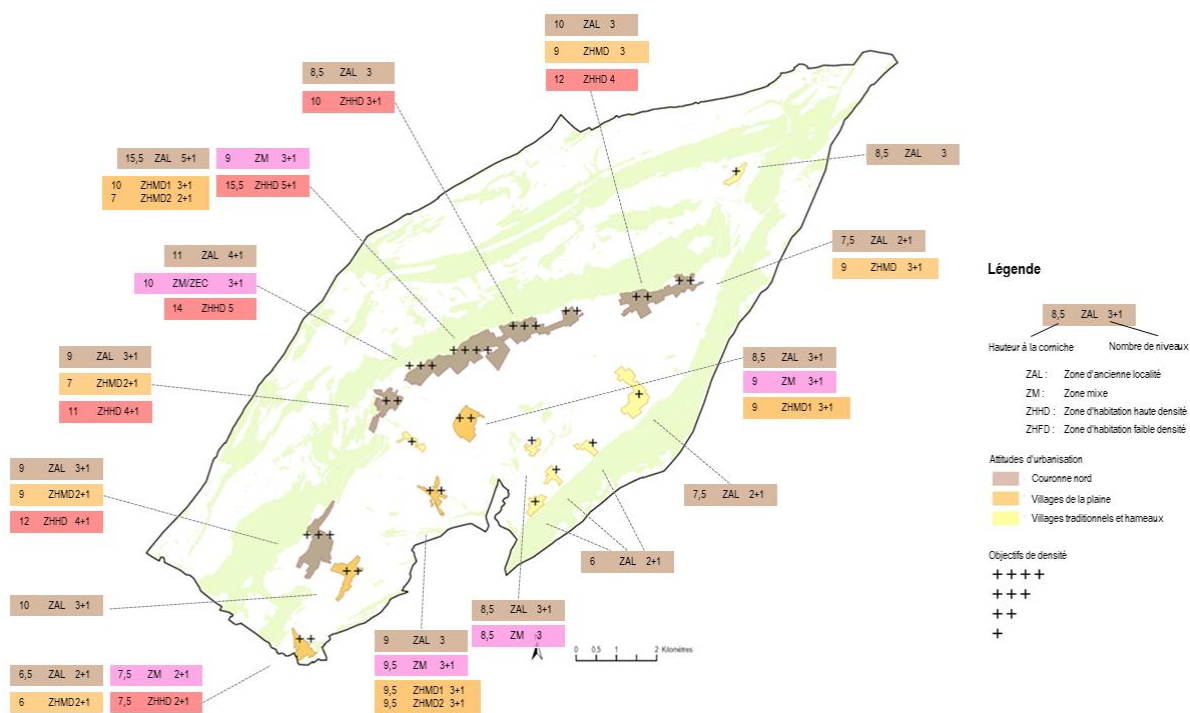 10 ZAL 3
9 ZHMD 3
12 ZHHD 4
8,5 ZAL 3
10 ZHHD 3+1
15,5 ZAL 5+1
9 ZM 3+1
10 ZHMD1 3+1
7 ZHMD2 2+1
15,5 ZHHD 5+1
8,5 ZAL 3
7,5 ZAL 2+1
9 ZHMD 3+1
11 ZAL 4+1
10 ZM/ZEC 3+1
14 ZHHD 5
9 ZAL 3+1
7 ZHMD 2+1
11 ZHHD 4+1
8,5 ZAL 3+1
9 ZM 3+1
9 ZHMD1 3+1
9 ZAL 3+1
9 ZHMD 2+1
12 ZHHD 4+1
7,5 ZAL 2+1
6 ZAL 2+1
10 ZAL 3+1
8,5 ZAL 3+1
8,5 ZM 3
9 ZAL 3
9,5 ZM 3+1
9,5 ZHMD1 3+1
9,5 ZHMD2 3+1
6,5 ZAL 2+1
7,5 ZM 2+1
6 ZHMD 2+1
7,5 ZHHD 2+1
0 0.5 1 2 Kilomètres
Légende
8,5 ZAL 3+1
Hauteur à la corniche Nombre de niveaux
ZAL : Zone d'ancienne localité
ZM : Zone mixe
ZHHD : Zone d'habitation haute densité
ZHFD : Zone d'habitation faible densité
Attitudes d'urbanisation
Couronne nord
Villages de la plaine
Villages traditionnels et hameaux
Objectifs de densité
++++
+++
++
+